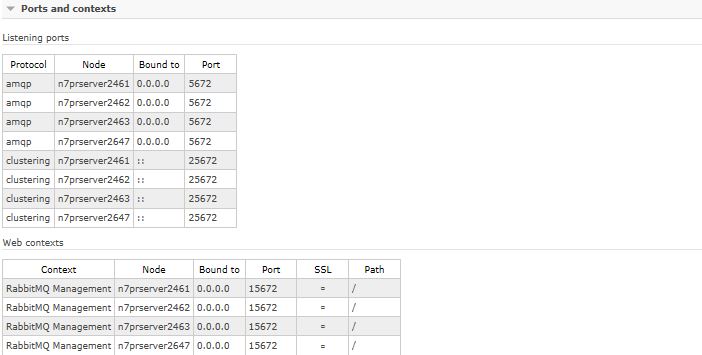 Ports and contexts
Listening ports
Protocol Node Bound to Port
amqp n7prserver2461 0.0.0.0 5672
amqp n7prserver2462 0.0.0.0 5672
amqp n7prserver2463 0.0.0.0 5672
amqp n7prserver2647 0.0.0.0 5672
clustering n7prserver2461 :: 25672
clustering n7prserver2462 :: 25672
clustering n7prserver2463 :: 25672
clustering n7prserver2647 :: 25672
Web contexts
Context Node Bound to Port SSL Path
RabbitMQ Management n7prserver2461 0.0.0.0 15672 ○ /
RabbitMQ Management n7prserver2462 0.0.0.0 15672 ○ /
RabbitMQ Management n7prserver2463 0.0.0.0 15672 ○ /
RabbitMQ Management n7prserver2647 0.0.0.0 15672 ○ /